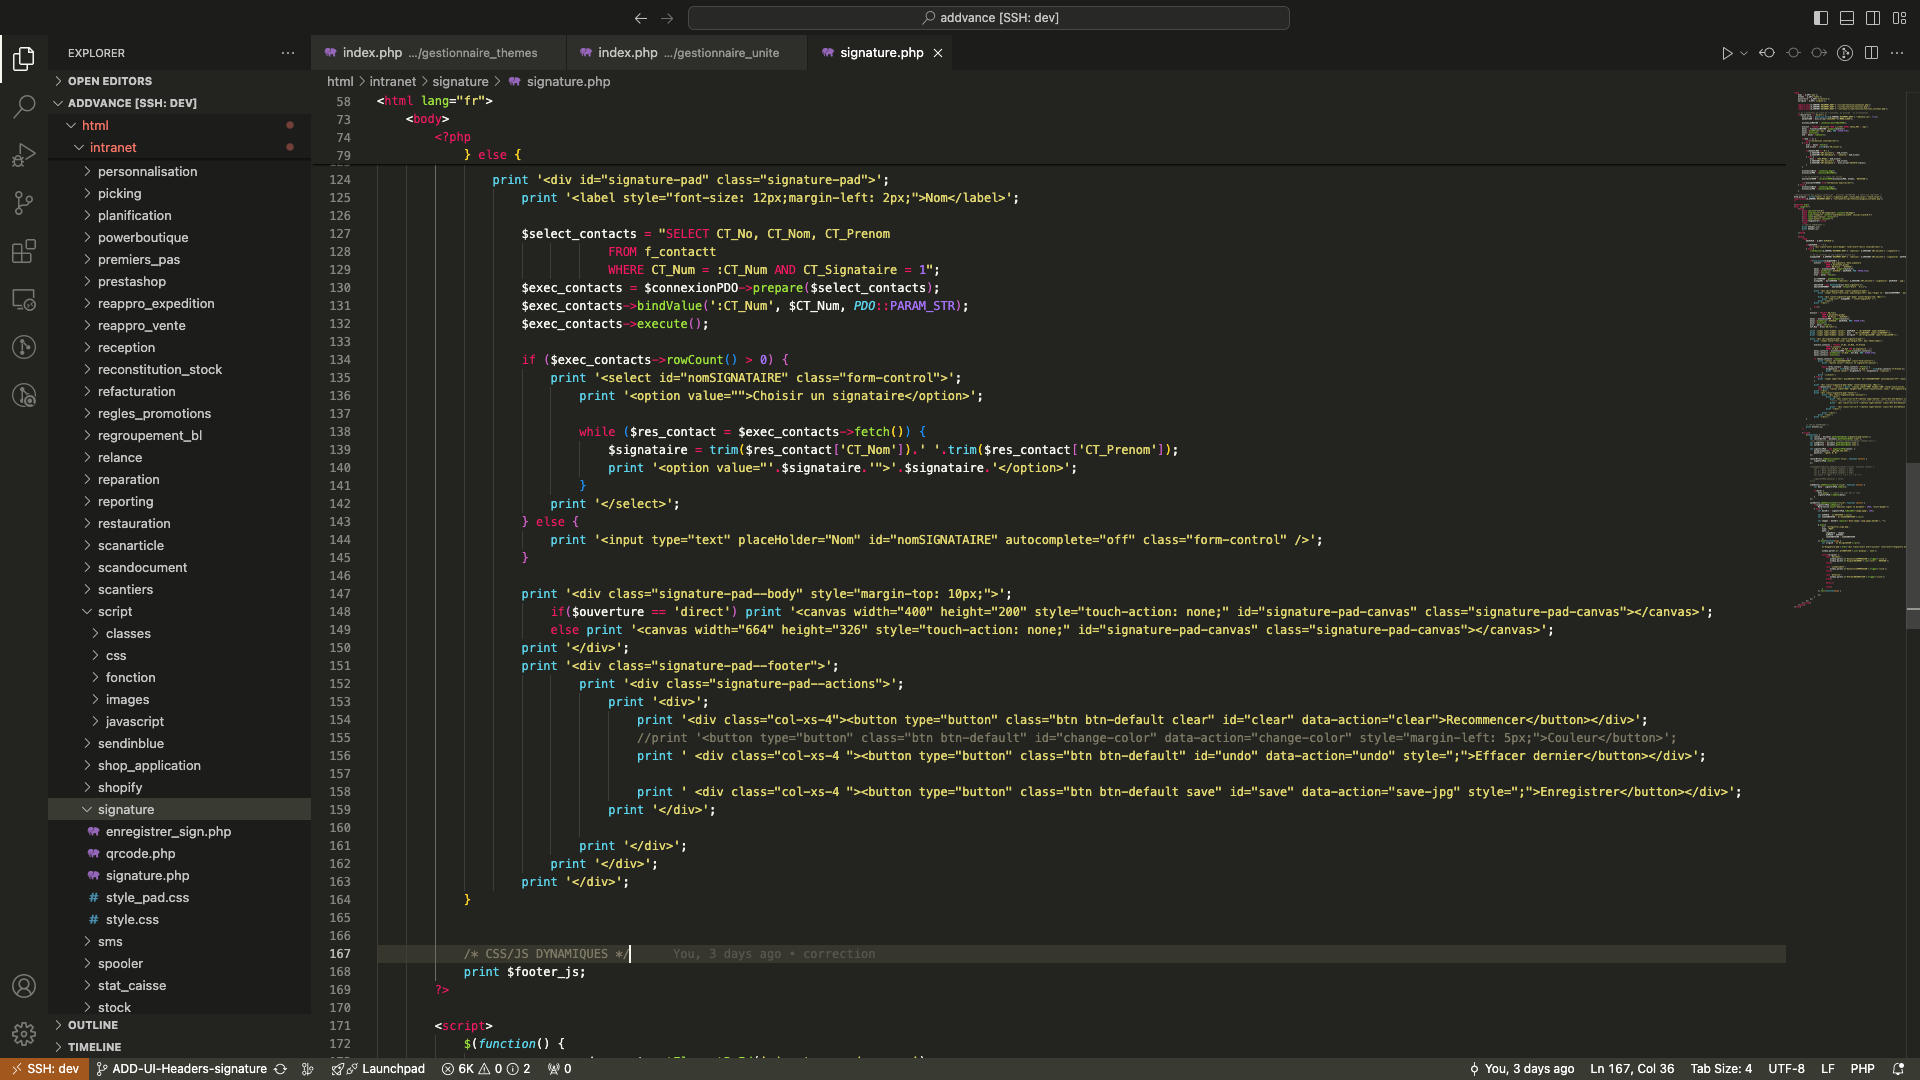 addvance [SSH: dev]
EXPLORER
OPEN EDITORS
ADDVANCE [SSH: DEV]
html
intranet
personnalisation
picking
planification
powerboutique
premiers_pas
prestashop
reappro_expedition
reappro_vente
reception
reconstitution_stock
refacturation
regles_promotions
regroupement_bl
relance
reparation
reporting
restauration
scanarticle
scandocument
scantiers
script
classes
css
fonction
images
javascript
sendinblue
shop_application
shopify
signature
enregistrer_sign.php
qrcode.php
signature.php
# style_pad.css
# style.css
sms
spooler
stat_caisse
stock
OUTLINE
TIMELINE
index.php .../gestionnaire_themes
index.php .../gestionnaire_unite
signature.php
html > intranet > signature > signature.php
58 <html lang="fr">
73 <body>
74 <?php
79 } else {
124 print '<div id="signature-pad" class="signature-pad">';
125 print '<label style="font-size: 12px;margin-left: 2px;">Nom</label>';
126
127 $select_contacts = "SELECT CT_No, CT_Nom, CT_Prenom
128 FROM f_contactt
129 WHERE CT_Num = :CT_Num AND CT_Signataire = 1";
130 $exec_contacts = $connexionPDO->prepare($select_contacts);
131 $exec_contacts->bindValue(':CT_Num', $CT_Num, PDO::PARAM_STR);
132 $exec_contacts->execute();
133
134 if ($exec_contacts->rowCount() > 0) {
135 print '<select id="nomSIGNATAIRE" class="form-control">';
136 print '<option value="">Choisir un signataire</option>';
137
138 while ($res_contact = $exec_contacts->fetch()) {
139 $signataire = trim($res_contact['CT_Nom']).' '.trim($res_contact['CT_Prenom']);
140 print '<option value="'.$signataire.'">'.$signataire.'</option>';
141 }
142 print '</select>';
143 } else {
144 print '<input type="text" placeHolder="Nom" id="nomSIGNATAIRE" autocomplete="off" class="form-control" />';
145 }
146
147 print '<div class="signature-pad--body" style="margin-top: 10px;">';
148 if($ouverture == 'direct') print '<canvas width="400" height="200" style="touch-action: none;" id="signature-pad-canvas" class="signature-pad-canvas"></canvas>';
149 else print '<canvas width="664" height="326" style="touch-action: none;" id="signature-pad-canvas" class="signature-pad-canvas"></canvas>';
150 print '</div>';
151 print '<div class="signature-pad--footer">';
152 print '<div class="signature-pad--actions">';
153 print '<div>';
154 print '<div class="col-xs-4"><button type="button" class="btn btn-default clear" id="clear" data-action="clear">Recommencer</button></div>';
155 //print '<button type="button" class="btn btn-default" id="change-color" data-action="change-color" style="margin-left: 5px;">Couleur</button>';
156 print ' <div class="col-xs-4 "><button type="button" class="btn btn-default" id="undo" data-action="undo" style=";">Effacer dernier</button></div>';
157
158 print ' <div class="col-xs-4 "><button type="button" class="btn btn-default save" id="save" data-action="save-jpg" style=";">Enregistrer</button></div>';
159 print '</div>';
160
161 print '</div>';
162 print '</div>';
163 print '</div>';
164 }
165
166
167 /* CSS/JS DYNAMIQUES */ You, 3 days ago • correction
168 print $footer_js;
169 ?>
170
171 <script>
172 $(function() {
SSH: dev ADD-UI-Headers-signature Launchpad 6K 0 2 0 You, 3 days ago Ln 167, Col 36 Tab Size: 4 UTF-8 LF PHP